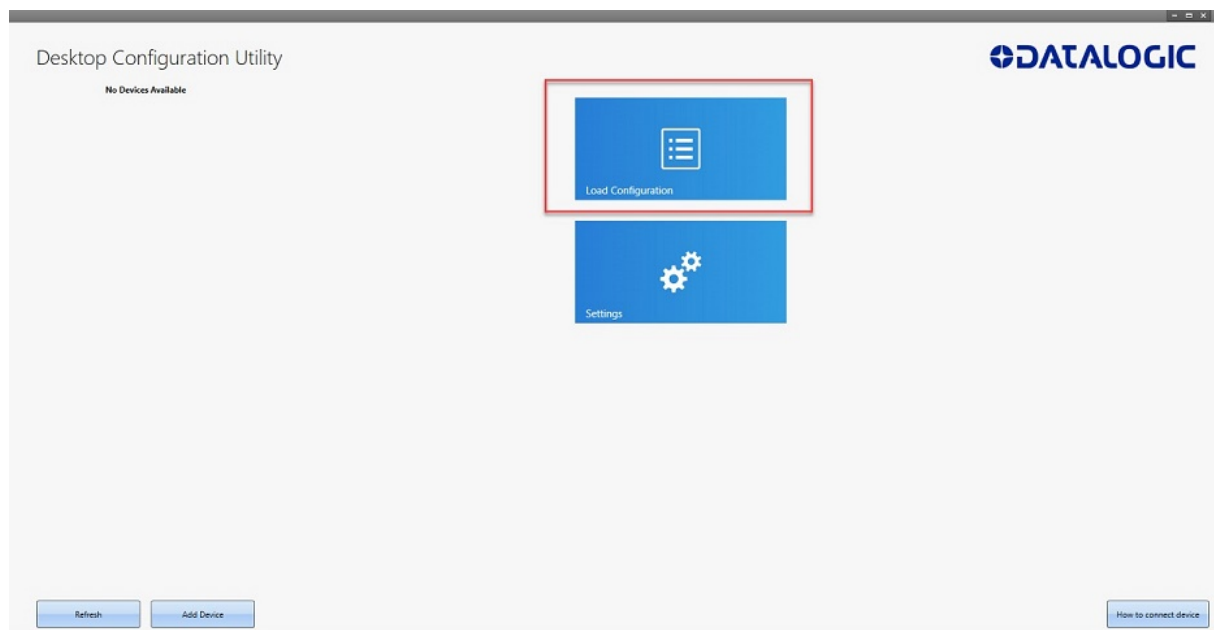 Desktop Configuration Utility
DATALOGIC
No Devices Available
Load Configuration
Settings
Refresh
Add Device
How to connect device